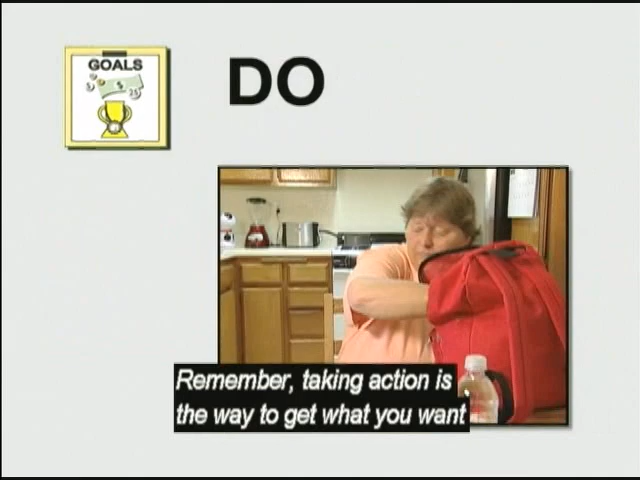 GOALS
DO
Remember, taking action is
the way to get what you want